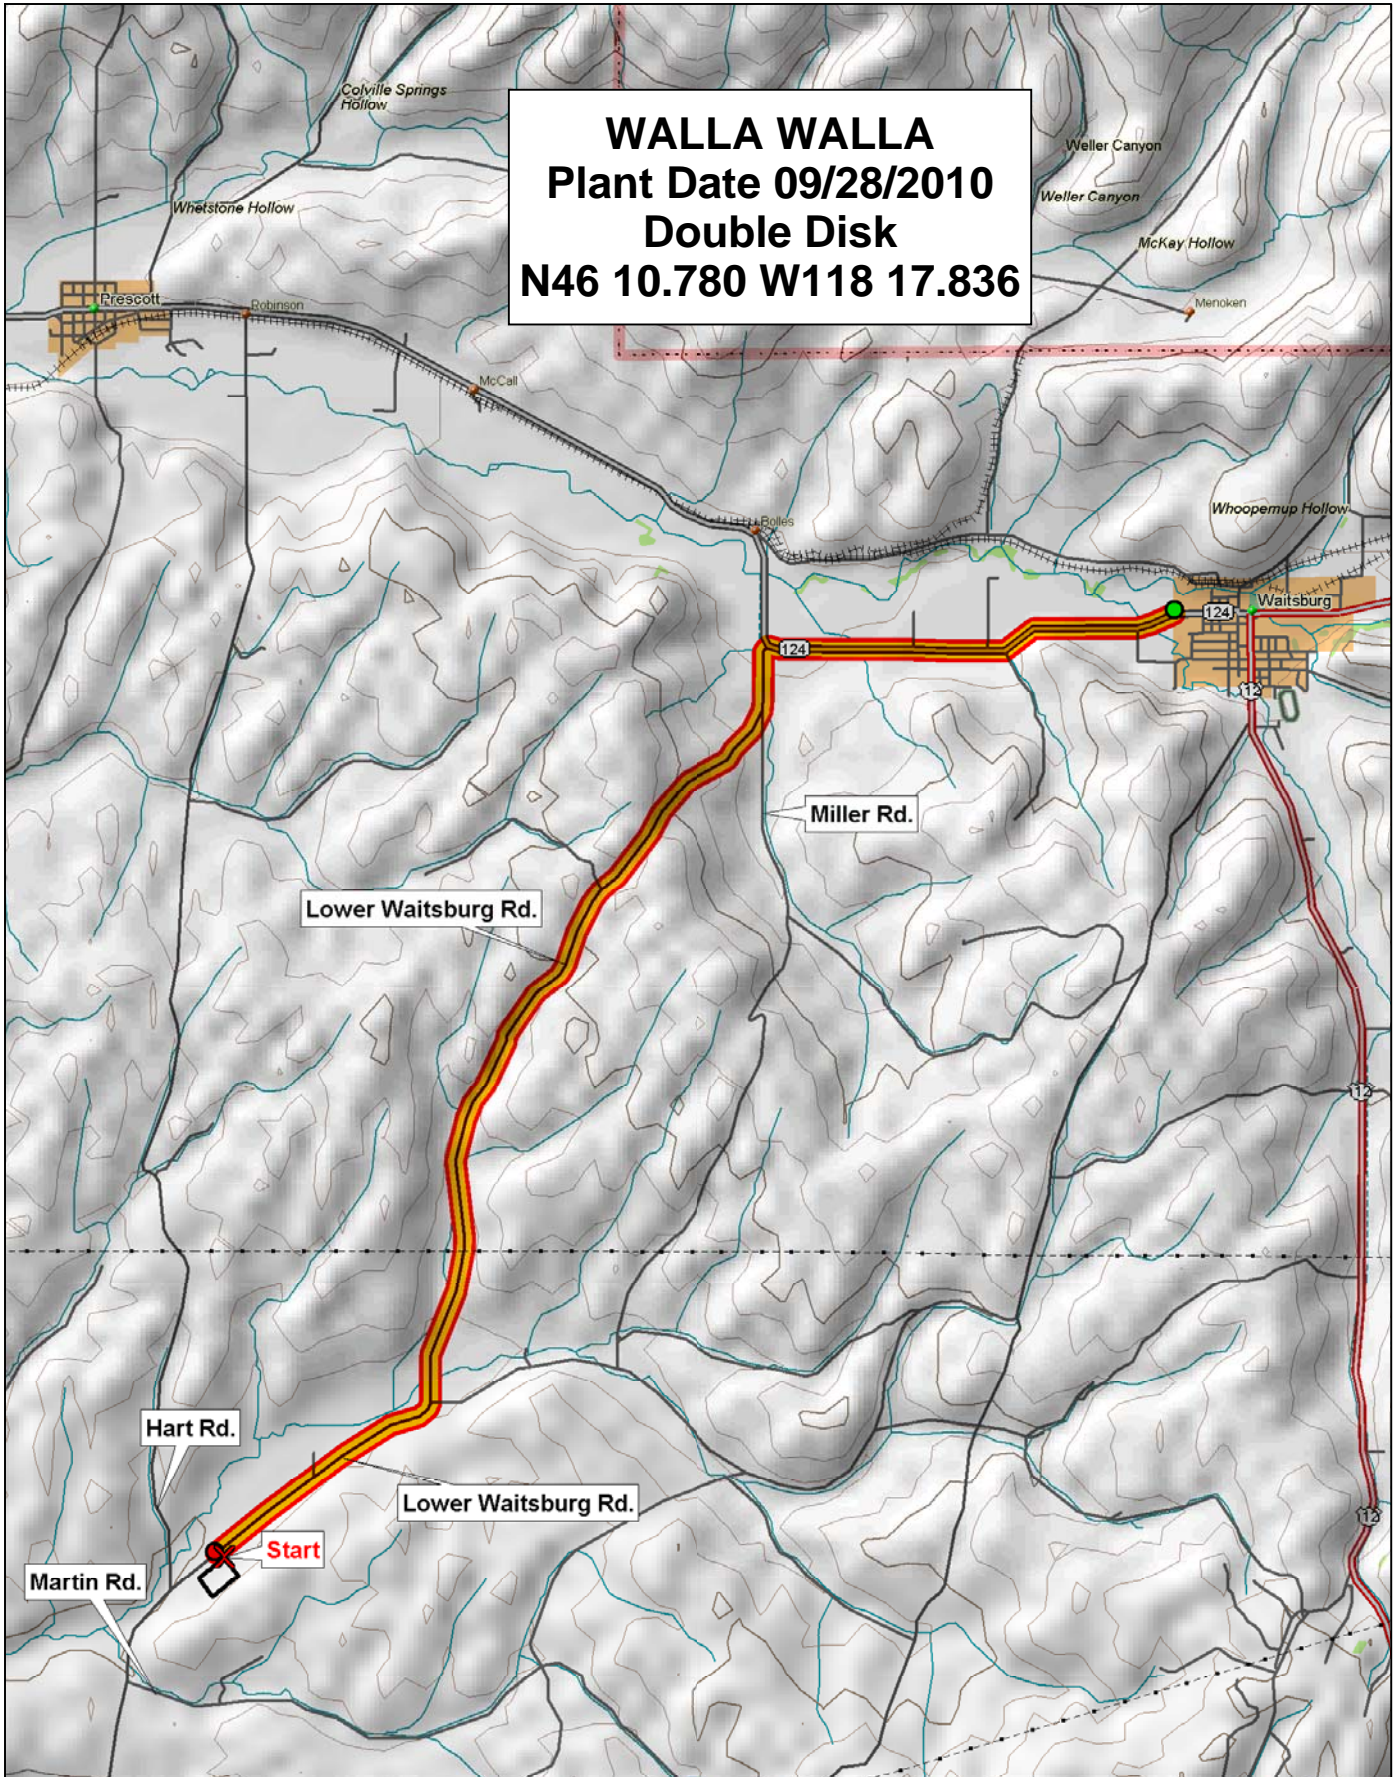 Colville Springs
Hollow
WALLA WALLA
Plant Date 09/28/2010
Double Disk
N46 10.780 W118 17.836
Weller Canyon
Weller Canyon
Whetstone Hollow
McKay Hollow
Prescott
Robinson
Menoken
McCall
Whoopemup Hollow
Bolles
Waitsburg
124
124
12
Miller Rd.
Lower Waitsburg Rd.
12
Hart Rd.
Lower Waitsburg Rd.
12
Start
Martin Rd.